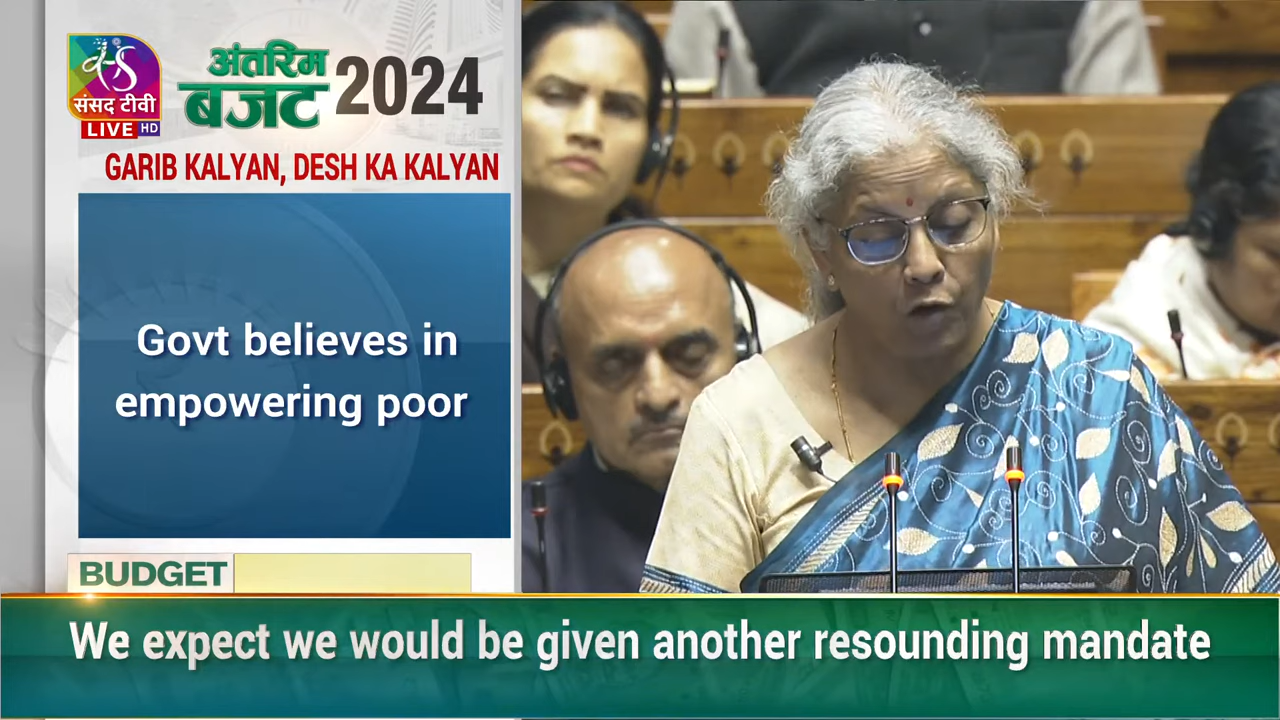 संसद टीवी
LIVE HD
अंतरिम
बजट 2024
GARIB KALYAN, DESH KA KALYAN
Govt believes in
empowering poor
BUDGET
We expect we would be given another resounding mandate